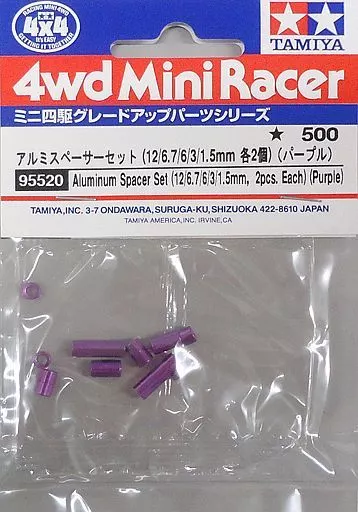 RACING MINI 4WD
4x4
IT'S EASY
GETTING IT TOGETHER
TAMIYA
4wd Mini Racer
ミニ四駆グレードアップパーツシリーズ
★ 500
アルミスペーサーセット (12/6.7/6/3/1.5mm 各2個) (パープル)
95520 Aluminum Spacer Set (12/6.7/6/3/1.5mm, 2pcs. Each) (Purple)
TAMIYA,INC. 3-7 ONDAWARA, SURUGA-KU, SHIZUOKA 422-8610 JAPAN
TAMIYA AMERICA, INC. IRVINE,CA